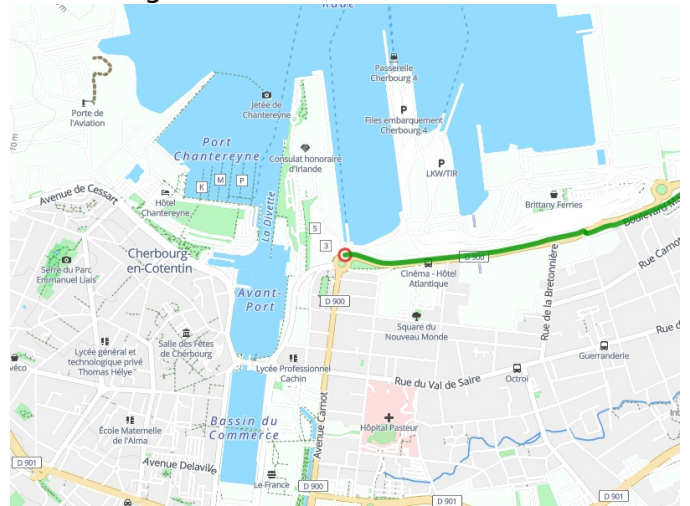 Rade
Passerelle
Cherbourg 4
Porte de
l'Aviation
Jetée de
Chantereyne
P
Files embarquement
Cherbourg 4
Port
Chantereyne
Consulat honoraire
d'Irlande
P
LKW/TIR
70 m
K
M
P
Avenue de Cessart
Hôtel
Chantereyne
La Divette
Brittany Ferries
5
3
Boulevard
Cherbourg-
en-Cotentin
Serre du Parc
Emmanuel Liais
D 900
Cinéma - Hôtel
Atlantique
Rue Carnot
Avant-
Port
D 900
Rue de la Bretonnière
Square du
Nouveau Monde
Salle des Fêtes
de Cherbourg
Lycée général et
technologique privé
Thomas Hélye
Guerranderie
Lycée Professionnel
Cachin
Octroi
Rue du Val de Saire
Avenue Carnot
École Maternelle
de l'Alma
Bassin du
Commerce
Hôpital Pasteur
D 901
Avenue Delaville
Le France
D 900
D 901
D 901